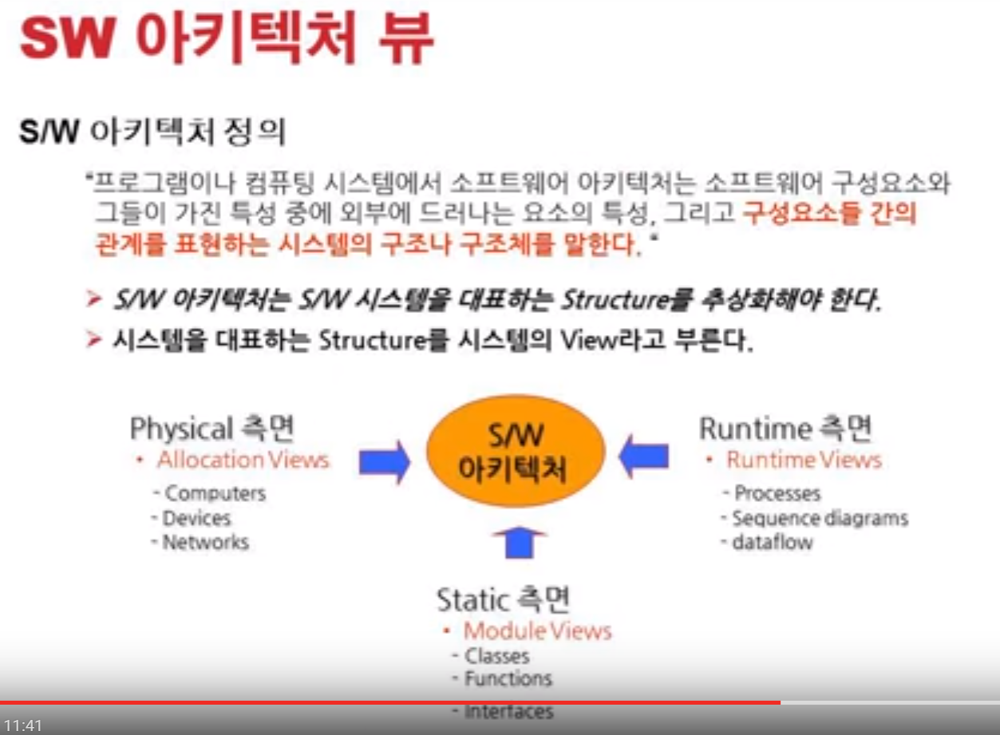 SW 아키텍처 뷰
S/W 아키텍처 정의
“프로그램이나 컴퓨팅 시스템에서 소프트웨어 아키텍처는 소프트웨어 구성요소와
그들이 가진 특성 중에 외부에 드러나는 요소의 특성, 그리고 구성요소들 간의
관계를 표현하는 시스템의 구조나 구조체를 말한다. “
➢ S/W 아키텍처는 S/W 시스템을 대표하는 Structure를 추상화해야 한다.
➢ 시스템을 대표하는 Structure를 시스템의 View라고 부른다.
Physical 측면
• Allocation Views
- Computers
- Devices
- Networks
S/W
아키텍처
Runtime 측면
• Runtime Views
- Processes
- Sequence diagrams
- dataflow
Static 측면
• Module Views
- Classes
- Functions
- Interfaces
11:41